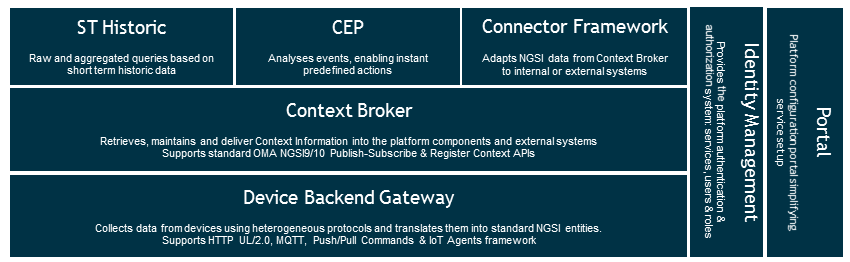 ST Historic
Raw and aggregated queries based on
short term historic data
CEP
Analyses events, enabling instant
predefined actions
Connector Framework
Adapts NGSI data from Context Broker
to internal or external systems
Context Broker
Retrieves, maintains and deliver Context Information into the platform components and external systems
Supports standard OMA NGSI9/10 Publish-Subscribe & Register Context APIs
Device Backend Gateway
Collects data from devices using heterogeneous protocols and translates them into standard NGSI entities.
Supports HTTP UL/2.0, MQTT, Push/Pull Commands & IoT Agents framework
Identity Management
Provides the platform authentication &
authorization system: services, users & roles
Portal
Platform configuration portal simplifying
service setup